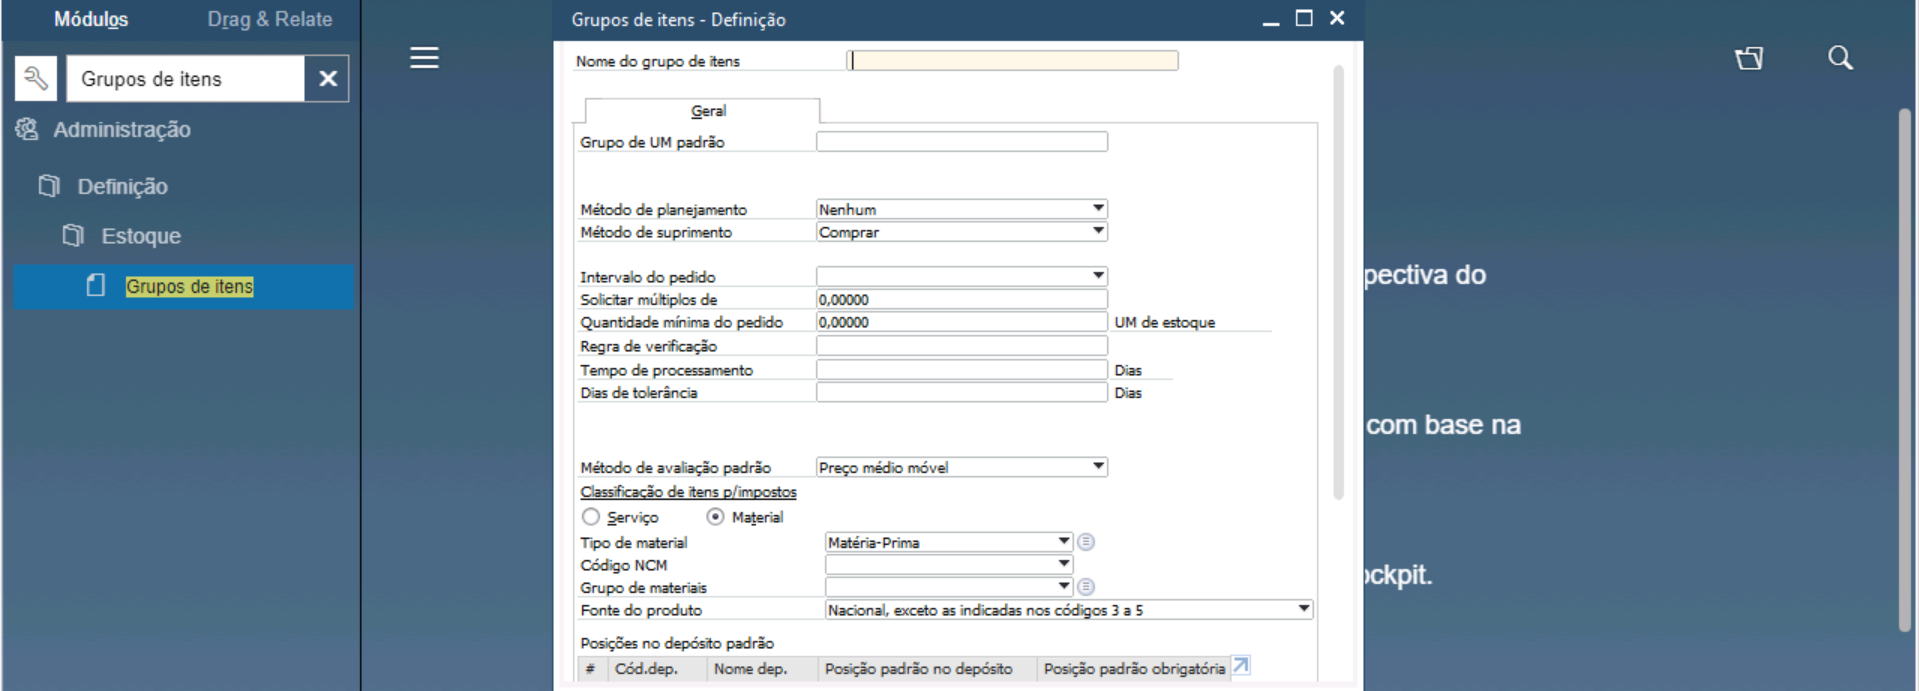 Módulos Drag & Relate
Grupos de itens
Administração
Definição
Estoque
Grupos de itens
Grupos de itens - Definição
Nome do grupo de itens
Geral
Grupo de UM padrão
Método de planejamento Nenhum
Método de suprimento Comprar
Intervalo do pedido
Solicitar múltiplos de 0,00000
Quantidade mínima do pedido 0,00000 UM de estoque
Regra de verificação
Tempo de processamento Dias
Dias de tolerância Dias
Método de avaliação padrão Preço médio móvel
Classificação de itens p/impostos
Serviço Material
Tipo de material Matéria-Prima
Código NCM
Grupo de materiais
Fonte do produto Nacional, exceto as indicadas nos códigos 3 a 5
Posições no depósito padrão
# Cód.dep. Nome dep. Posição padrão no depósito Posição padrão obrigatória
pectiva do
com base na
ockpit.